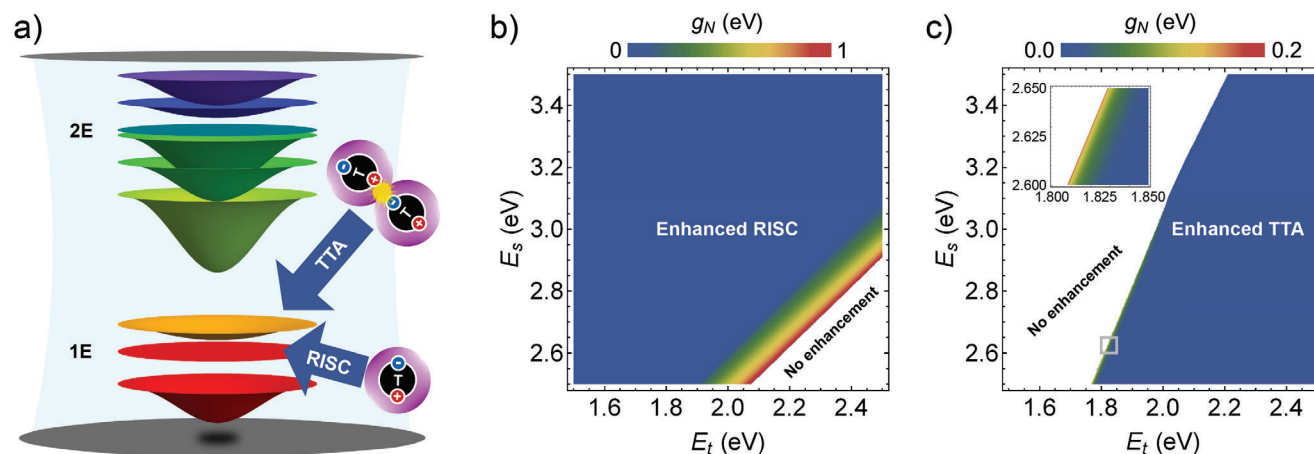 a)
2E
1E
TTA
RISC
- T +
- T +
- T +
b)
g_N (eV)
0 1
E_s (eV)
3.4
3.2
3.0
2.8
2.6
Enhanced RISC
No enhancement
1.6 1.8 2.0 2.2 2.4
E_t (eV)
c)
g_N (eV)
0.0 0.2
E_s (eV)
3.4
3.2
3.0
2.8
2.6
2.650
2.625
2.600
1.800 1.825 1.850
Enhanced TTA
No enhancement
1.6 1.8 2.0 2.2 2.4
E_t (eV)